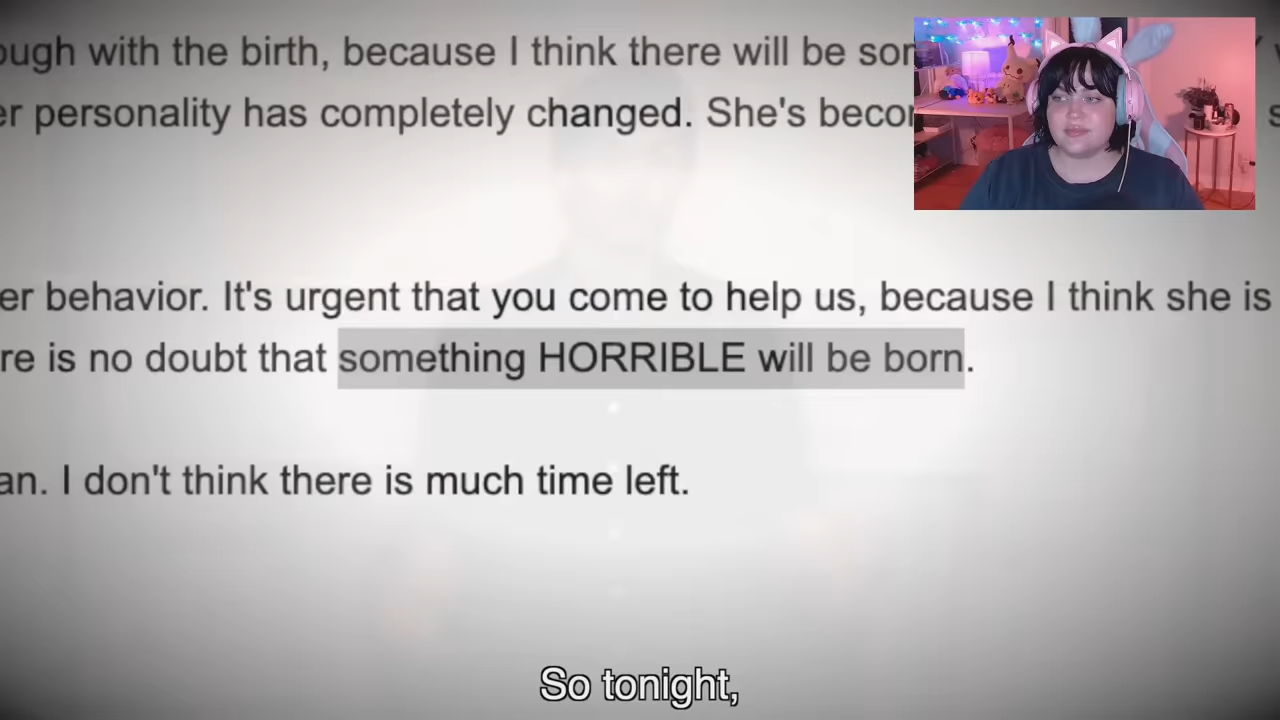 ough with the birth, because I think there will be
er personality has completely changed. She's
er behavior. It's urgent that you come to help us, because I think she is
re is no doubt that something HORRIBLE will be born.
an. I don't think there is much time left.
So tonight,